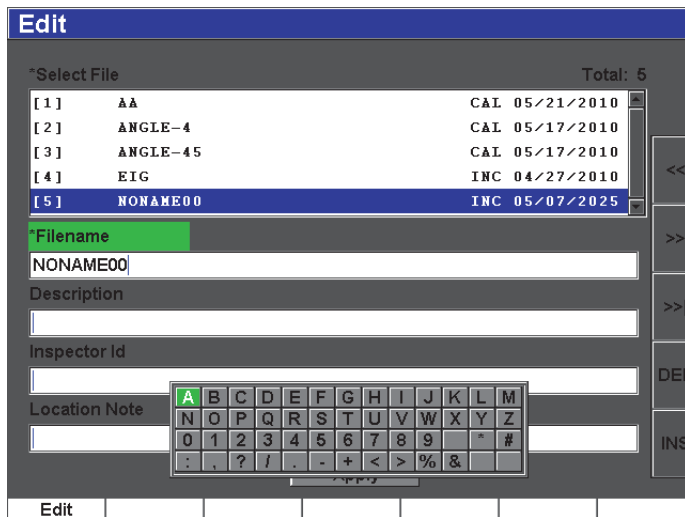 Edit
*Select File Total: 5
[1] AA CAL 05/21/2010
[2] ANGLE-4 CAL 05/17/2010
[3] ANGLE-45 CAL 05/17/2010
[4] EIG INC 04/27/2010
[5] NONAME00 INC 05/07/2025
<<
*Filename
>>
NONAME00
Description
>>
Inspector Id
A B C D E F G H I J K L M
Location Note
N O P Q R S T U V W X Y Z
0 1 2 3 4 5 6 7 8 9 * #
INS
: , ? / . - + < > % &
Edit